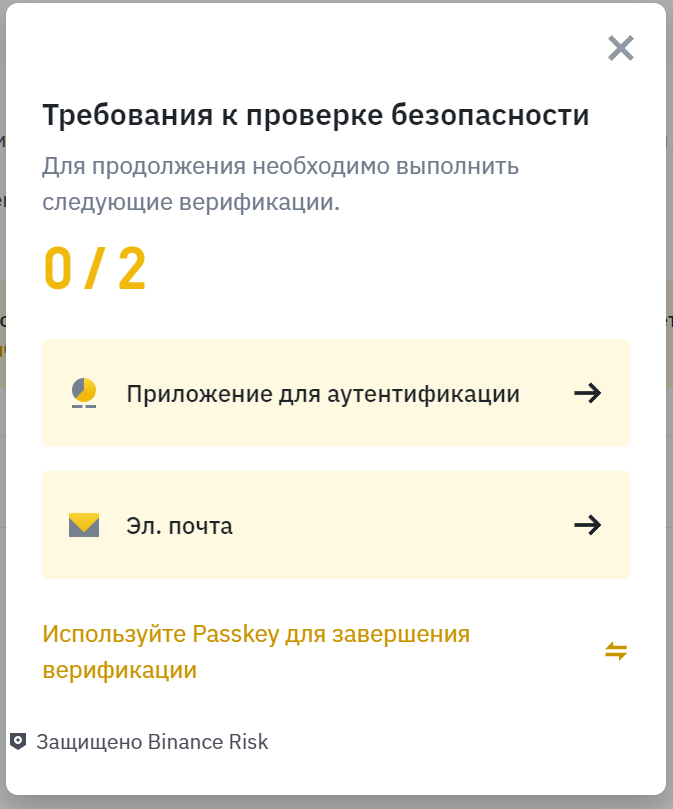 Требования к проверке безопасности
Для продолжения необходимо выполнить
следующие верификации.
0 / 2
Приложение для аутентификации
Эл. почта
Используйте Passkey для завершения
верификации
Защищено Binance Risk